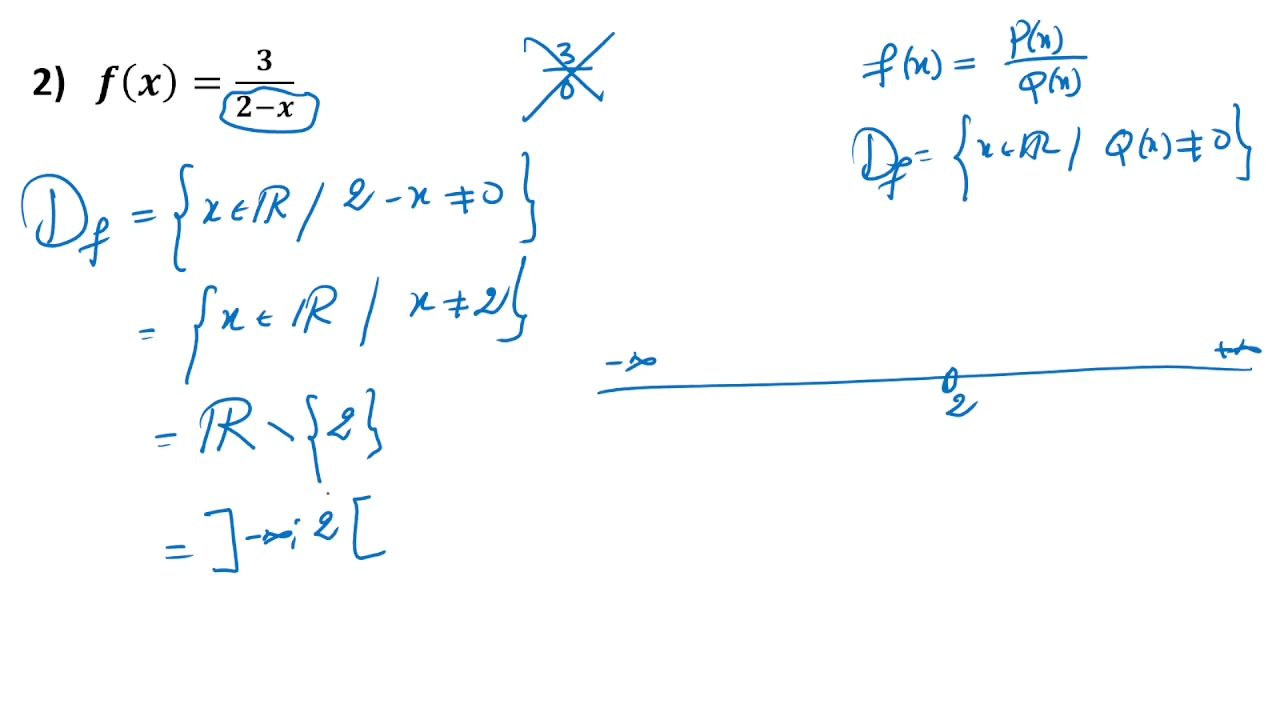 2) f(x) = 3/(2−x)
3/0
f(x) = P(x)/Q(x)
Df = {x ∈ ℝ / Q(x) ≠ 0}
Df = {x ∈ ℝ / 2 - x ≠ 0}
= {x ∈ ℝ / x ≠ 2}
-∞ 2 +∞
= ℝ \ {2}
= ]-∞; 2[